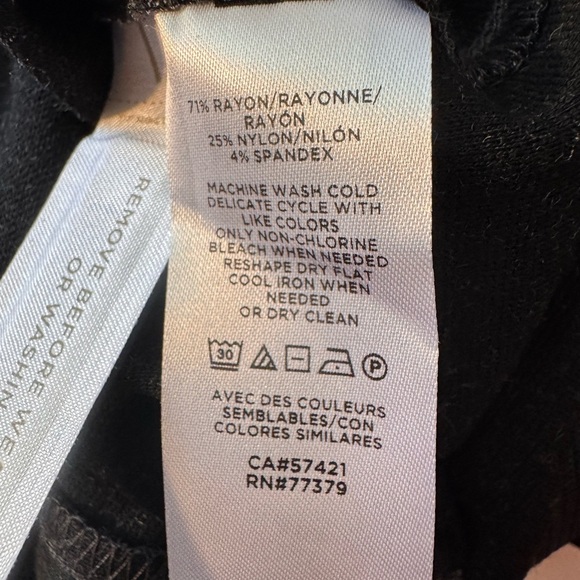 71% RAYON/RAYONNE/
RAYÓN
25% NYLON/NILÓN
4% SPANDEX
MACHINE WASH COLD
DELICATE CYCLE WITH
LIKE COLORS
ONLY NON-CHLORINE
BLEACH WHEN NEEDED
RESHAPE DRY FLAT
COOL IRON WHEN
NEEDED
OR DRY CLEAN
30 P
AVEC DES COULEURS
SEMBLABLES/CON
COLORES SIMILARES
CA#57421
RN#77379
REMOVE BEFORE WEA
OR WASHIN